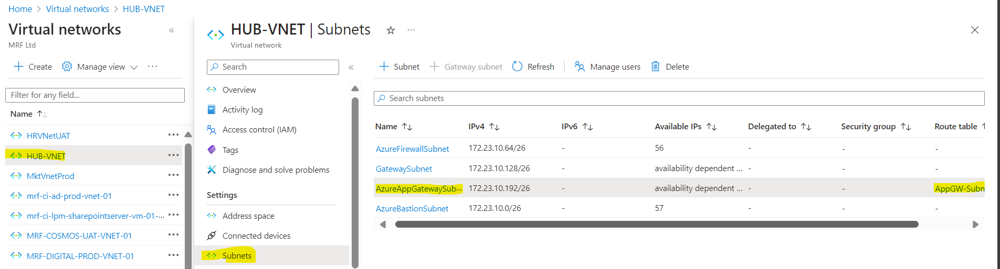 Home > Virtual networks > HUB-VNET
Virtual networks «
MRF Ltd
+ Create Manage view ...
Filter for any field...
Name ↑↓
HRVNetUAT ...
HUB-VNET ...
MktVnetProd ...
mrf-ci-ad-prod-vnet-01 ...
mrf-ci-lpm-sharepointserver-vm-01-... ...
MRF-COSMOS-UAT-VNET-01 ...
MRF-DIGITAL-PROD-VNET-01 ...
HUB-VNET | Subnets ☆ ...
Virtual network
Search «
Overview
Activity log
Access control (IAM)
Tags
Diagnose and solve problems
Settings
Address space
Connected devices
Subnets
+ Subnet + Gateway subnet Refresh | Manage users Delete
Search subnets
Name ↑↓ IPv4 ↑↓ IPv6 ↑↓ Available IPs ↑↓ Delegated to ↑↓ Security group ↑↓ Route table ↑
AzureFirewallSubnet 172.23.10.64/26 - 56 - - -
GatewaySubnet 172.23.10.128/26 - availability dependent ... - - -
AzureAppGatewaySub... 172.23.10.192/26 - availability dependent ... - - AppGW-Subn
AzureBastionSubnet 172.23.10.0/26 - 57 - - -